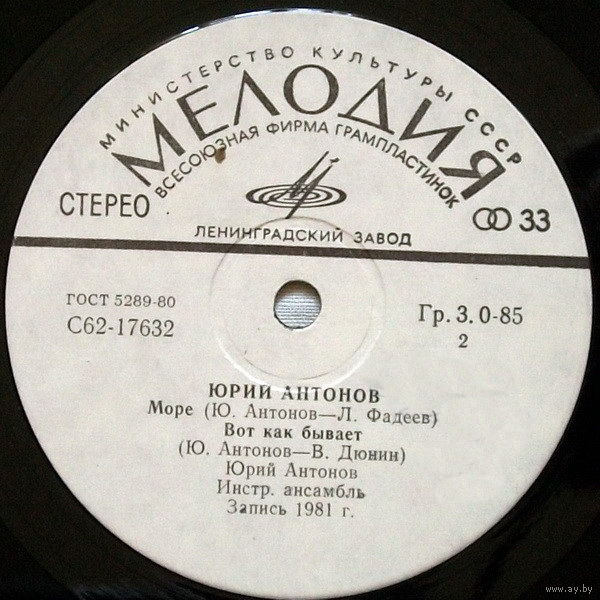 МИНИСТЕРСТВО КУЛЬТУРЫ СССР
МЕЛОДИЯ
ВСЕСОЮЗНАЯ ФИРМА ГРАМПЛАСТИНОК
СТЕРЕО
33
ЛЕНИНГРАДСКИЙ ЗАВОД
ГОСТ 5289-80
С62-17632
Гр. 3. 0-85
2
ЮРИЙ АНТОНОВ
Море (Ю. Антонов—Л. Фадеев)
Вот как бывает
(Ю. Антонов—В. Дюнин)
Юрий Антонов
Инстр. ансамбль
Запись 1981 г.
www.ay.by